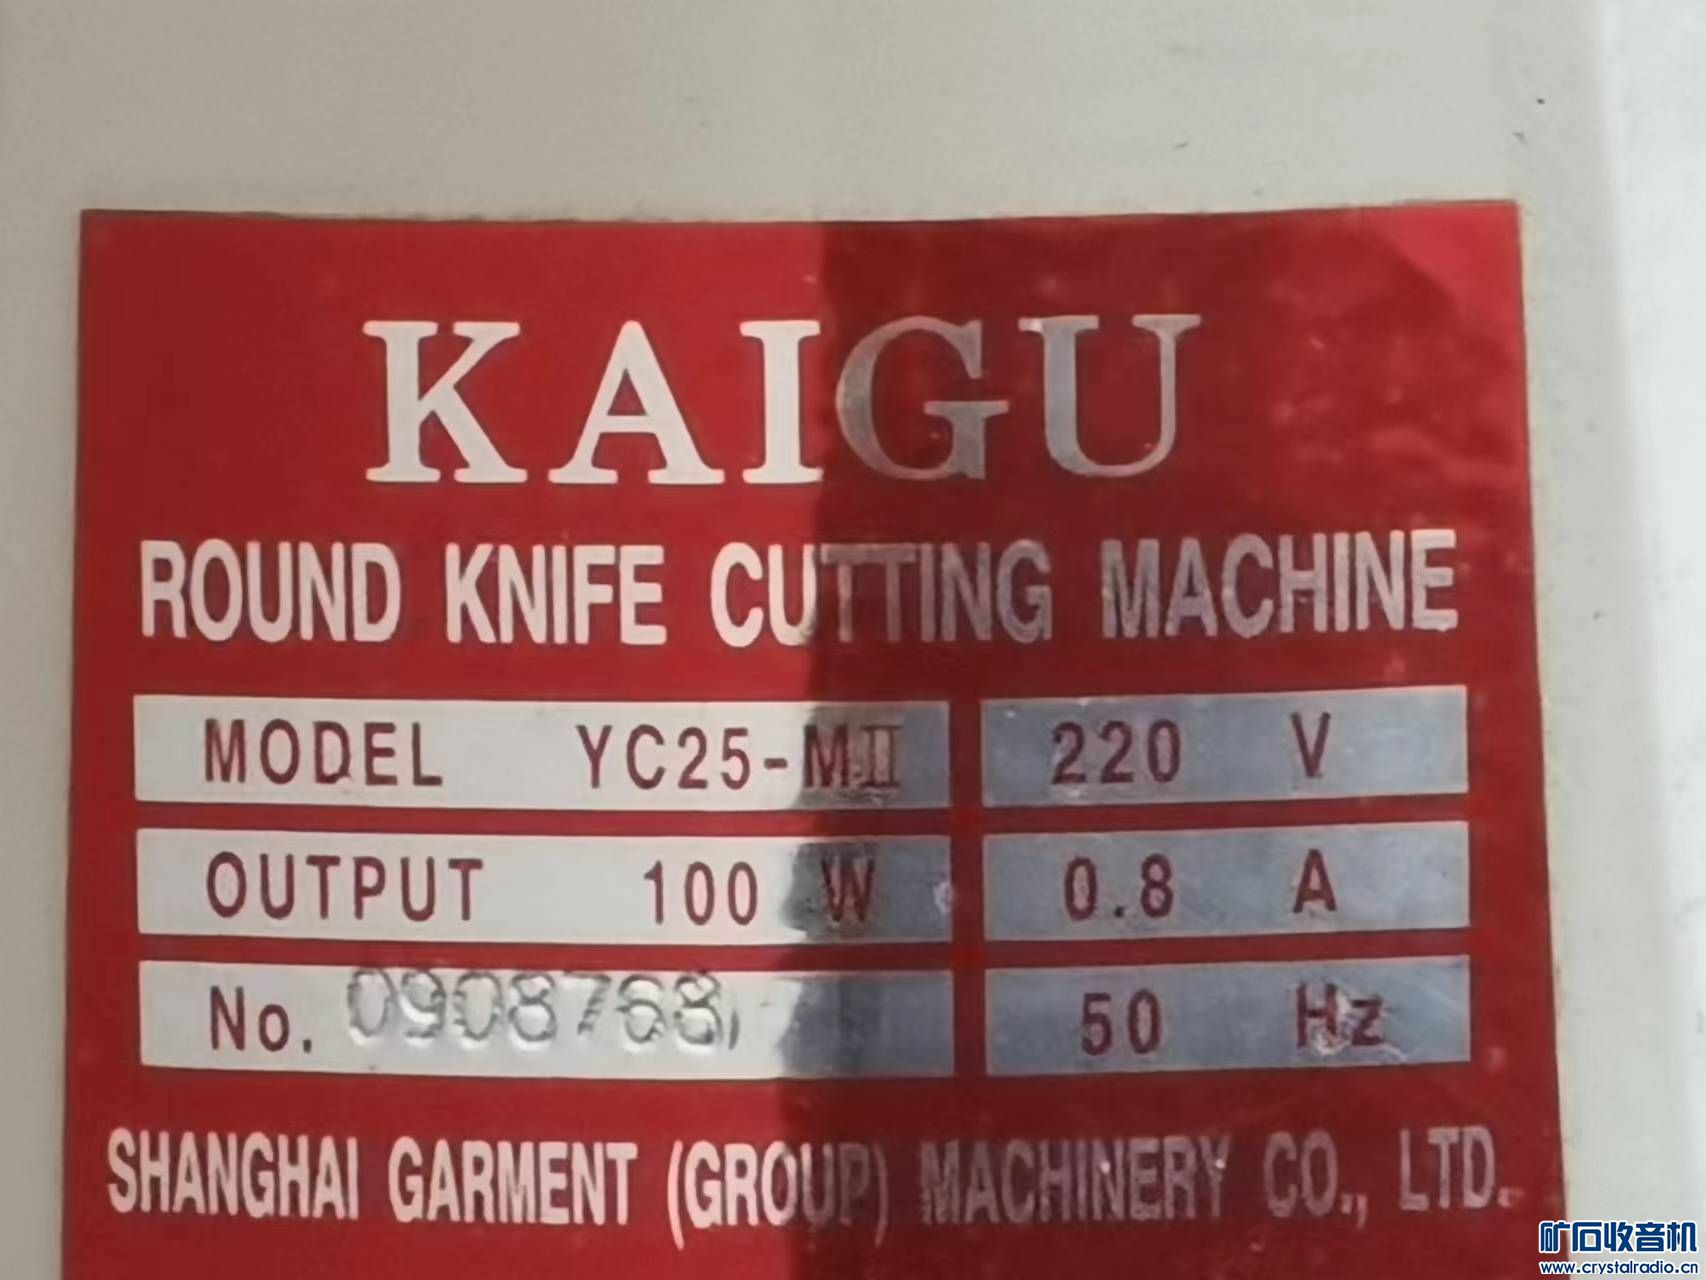 KAIGU
ROUND KNIFE CUTTING MACHINE
MODEL YC25-MII 220 V
OUTPUT 100 W 0.8 A
No. 0908768 50 Hz
SHANGHAI GARMENT (GROUP) MACHINERY CO., LTD.
矿石收音机
www.crystalradio.cn